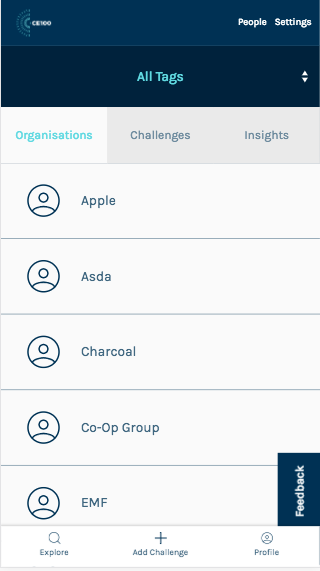 CE100
People Settings
All Tags
Organisations Challenges Insights
Apple
Asda
Charcoal
Co-Op Group
Feedback
EMF
Explore Add Challenge Profile